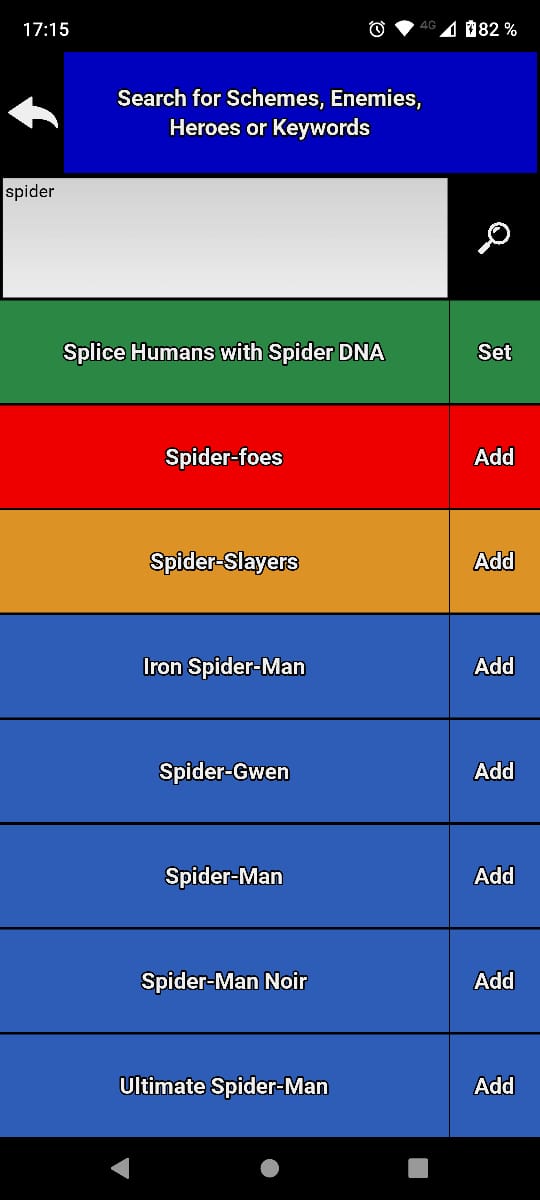 17:15
4G
82 %
Search for Schemes, Enemies,
Heroes or Keywords
spider
Splice Humans with Spider DNA
Set
Spider-foes
Add
Spider-Slayers
Add
Iron Spider-Man
Add
Spider-Gwen
Add
Spider-Man
Add
Spider-Man Noir
Add
Ultimate Spider-Man
Add